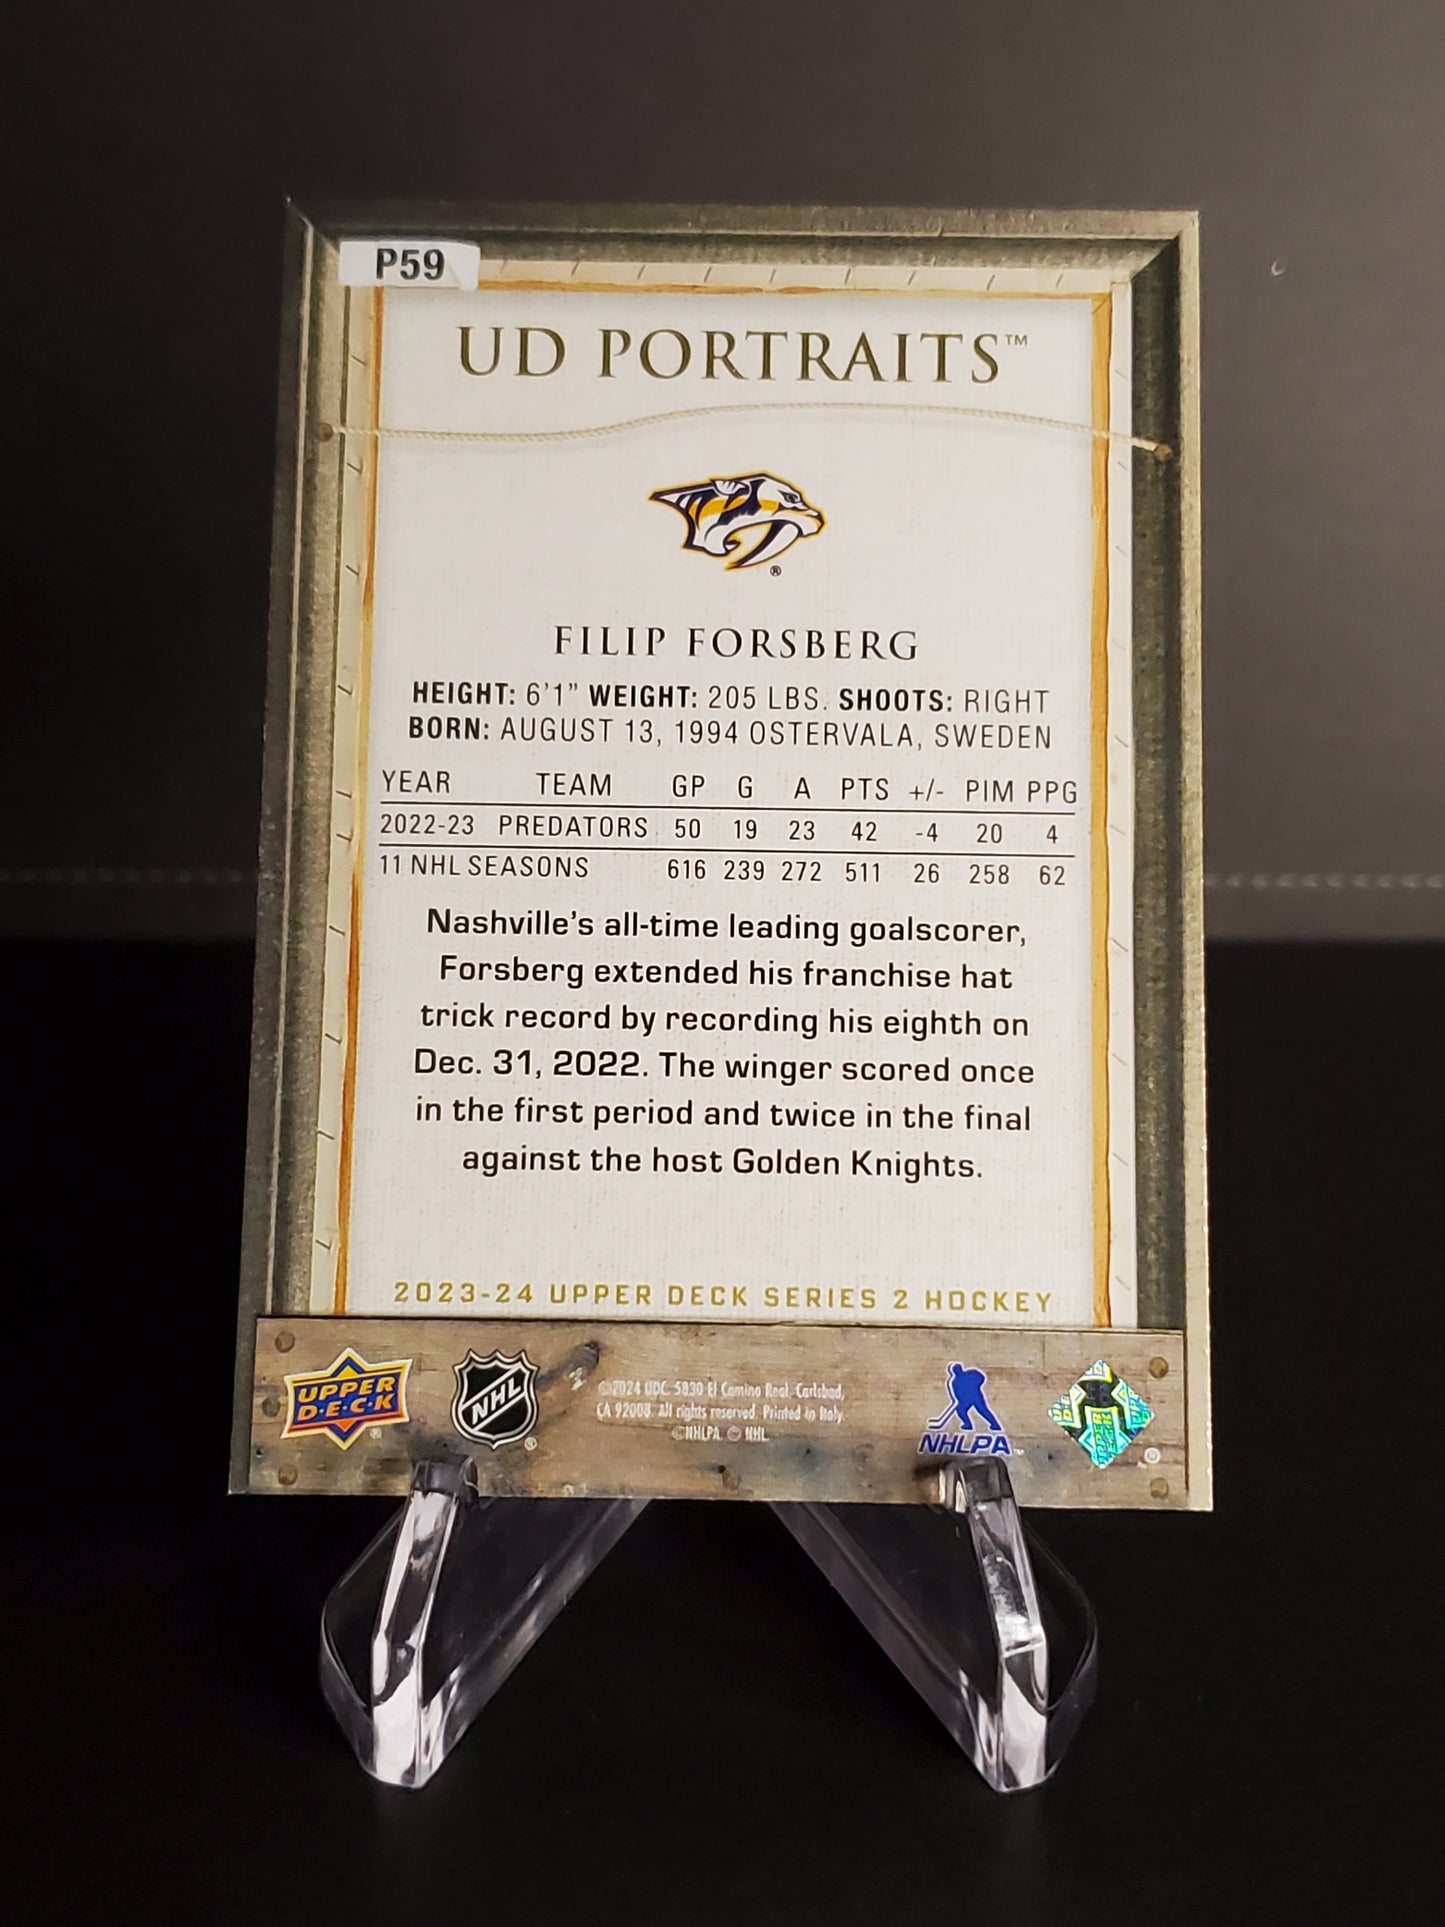 P59
UD PORTRAITS™
®
FILIP FORSBERG
HEIGHT: 6'1" WEIGHT: 205 LBS. SHOOTS: RIGHT
BORN: AUGUST 13, 1994 OSTERVALA, SWEDEN
YEAR TEAM GP G A PTS +/- PIM PPG
2022-23 PREDATORS 50 19 23 42 -4 20 4
11 NHL SEASONS 616 239 272 511 26 258 62
Nashville's all-time leading goalscorer,
Forsberg extended his franchise hat
trick record by recording his eighth on
Dec. 31, 2022. The winger scored once
in the first period and twice in the final
against the host Golden Knights.
2023-24 UPPER DECK SERIES 2 HOCKEY
UPPER
D·E·C·K
®
NHL
®
©2024 UDC. 5830 El Camino Real, Carlsbad,
CA 92008. All rights reserved. Printed in Italy.
©NHLPA. © NHL.
NHLPA™
UPPER
®